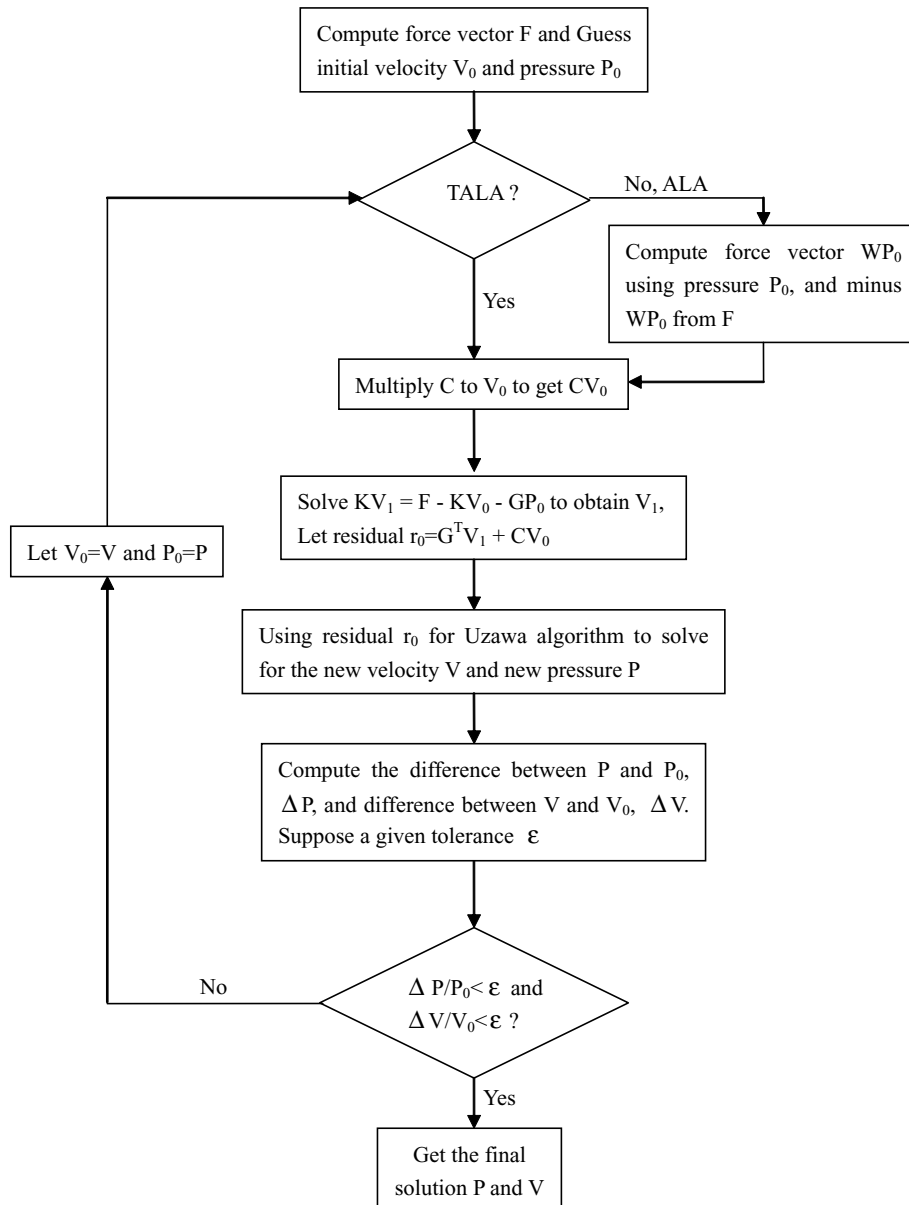 Compute force vector F and Guess
initial velocity V₀ and pressure P₀
TALA ?
No, ALA
Compute force vector WP₀
using pressure P₀, and minus
WP₀ from F
Yes
Multiply C to V₀ to get CV₀
Solve KV₁ = F - KV₀ - GP₀ to obtain V₁,
Let residual r₀=GᵀV₁ + CV₀
Let V₀=V and P₀=P
Using residual r₀ for Uzawa algorithm to solve
for the new velocity V and new pressure P
Compute the difference between P and P₀,
Δ P, and difference between V and V₀, Δ V.
Suppose a given tolerance ε
No
Δ P/P₀< ε and
Δ V/V₀<ε ?
Yes
Get the final
solution P and V